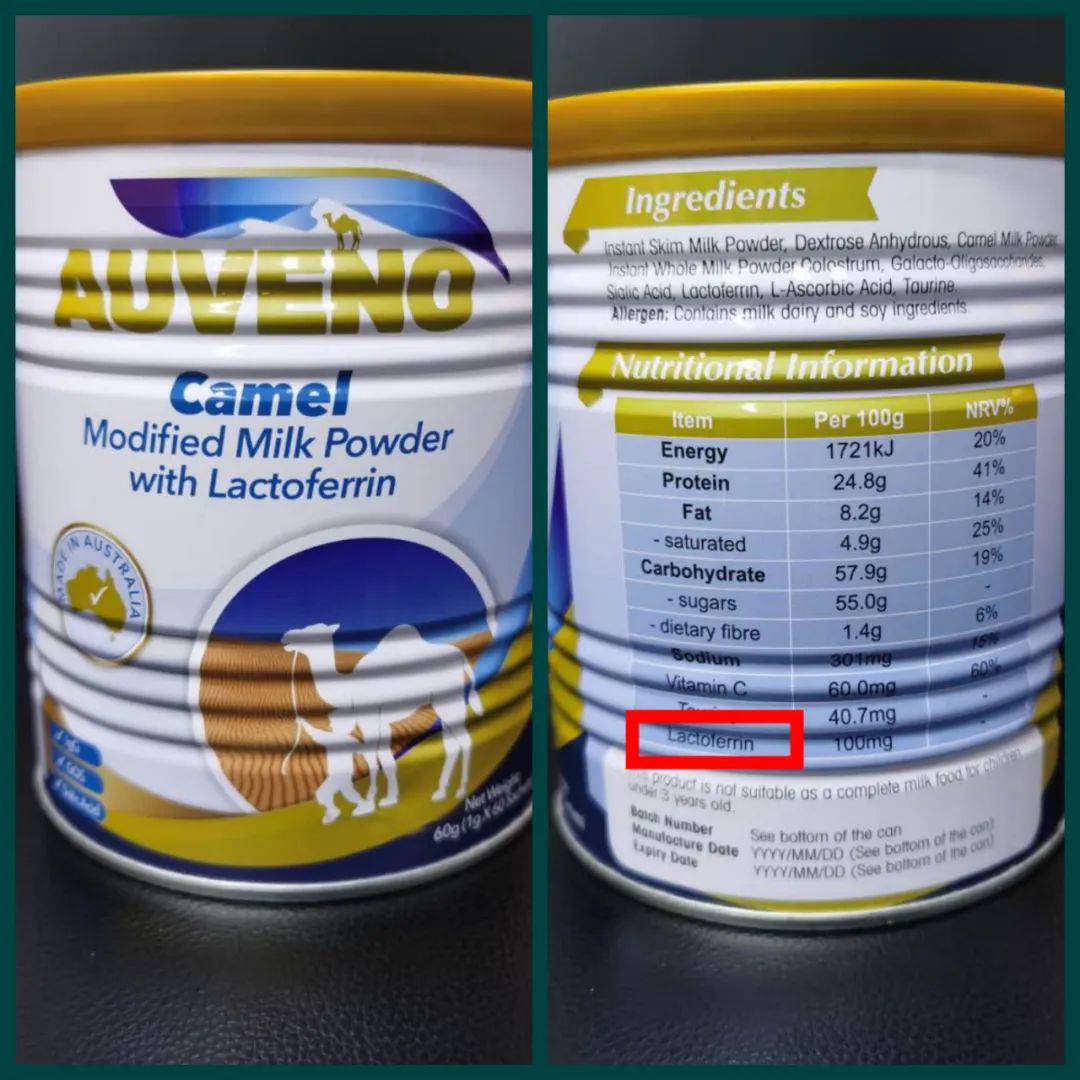 AUVENO
Camel
Modified Milk Powder
with Lactoferrin
MADE IN AUSTRALIA
Net Weight
60g (1g X 60
Ingredients
Instant Skim Milk Powder, Dextrose Anhydrous, Camel Milk Powder
Instant Whole Milk Powder Colostrum, Galacto-Oligosaccharides,
Sialic Acid, Lactoferrin, L-Ascorbic Acid, Taurine.
Allergen: Contains milk dairy and soy ingredients.
Nutritional Information
Item Per 100g NRV%
Energy 1721kJ 20%
Protein 24.8g 41%
Fat 8.2g 14%
- saturated 4.9g 25%
Carbohydrate 57.9g 19%
- sugars 55.0g -
- dietary fibre 1.4g 6%
Sodium 301mg 15%
Vitamin C 60.0mg 60%
40.7mg -
Lactoferrin 100mg -
product is not suitable as a complete milk food for children
under 3 years old.
Batch Number See bottom of the can
Manufacture Date YYYY/MM/DD (See bottom of the can)
Expiry Date YYYY/MM/DD (See bottom of the can)